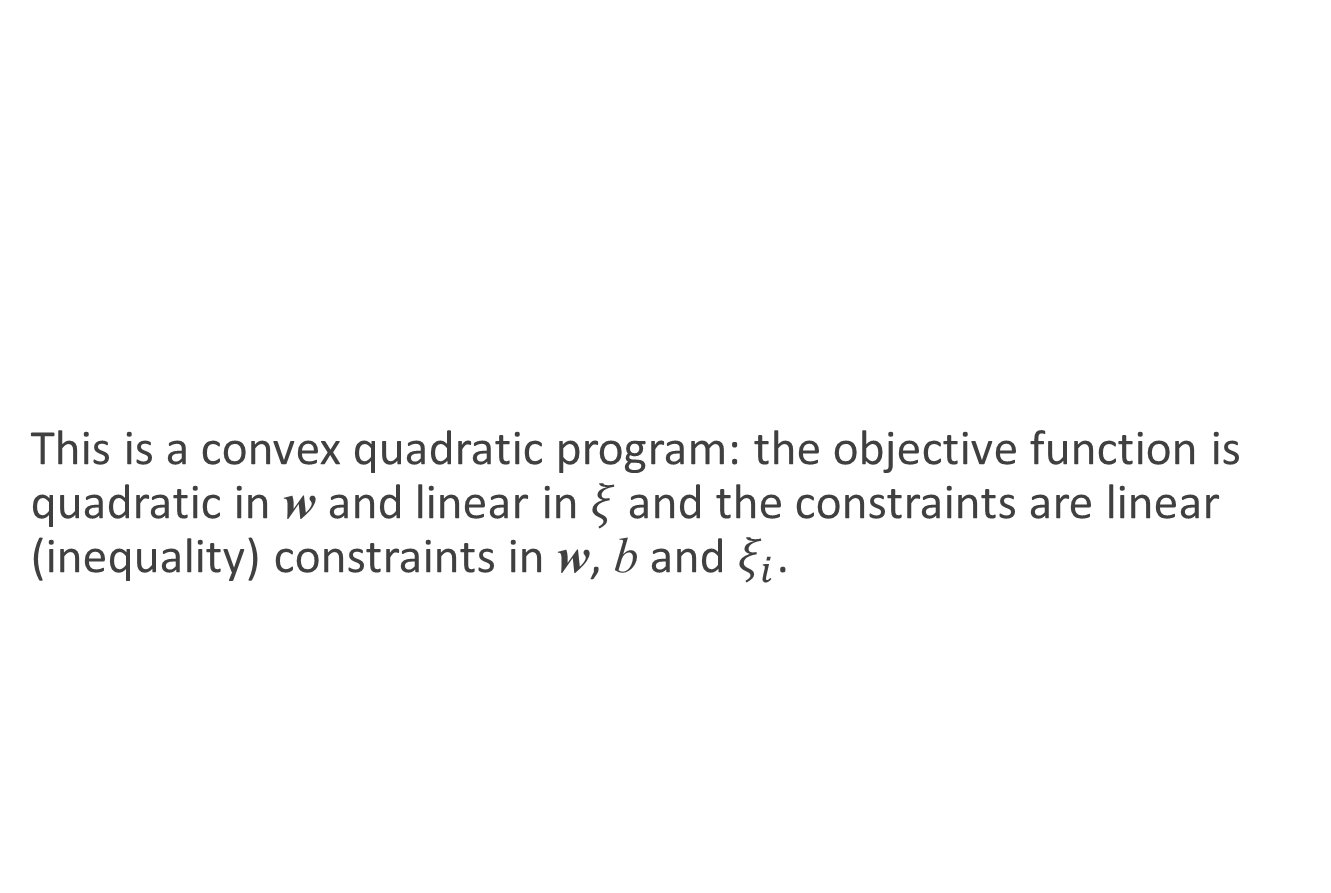 This is a convex quadratic program: the objective function is
quadratic in 𝒘 and linear in 𝜉 and the constraints are linear
(inequality) constraints in 𝒘, 𝑏 and 𝜉ᵢ.